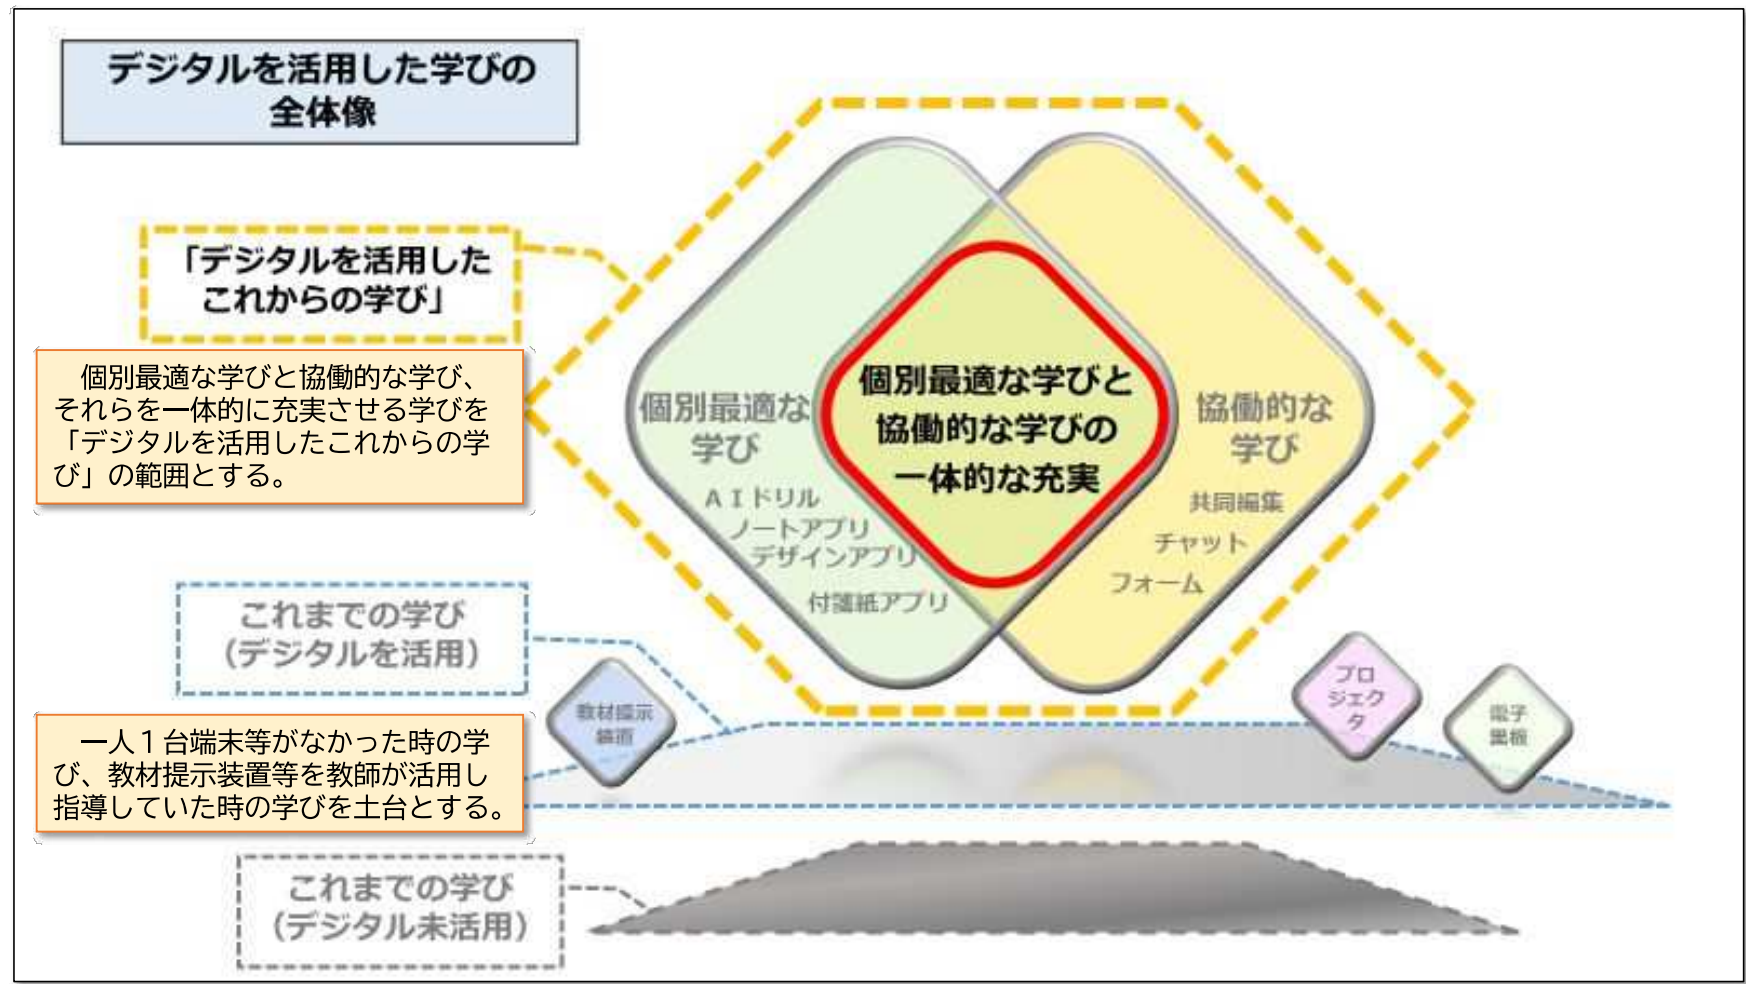 デジタルを活用した学びの
全体像
「デジタルを活用した
これからの学び」
　個別最適な学びと協働的な学び、
それらを一体的に充実させる学びを
「デジタルを活用したこれからの学
び」の範囲とする。
個別最適な
学び
ＡＩドリル
ノートアプリ
デザインアプリ
付箋紙アプリ
個別最適な学びと
協働的な学びの
一体的な充実
協働的な
学び
共同編集
チャット
フォーム
これまでの学び
（デジタルを活用）
　一人１台端末等がなかった時の学
び、教材提示装置等を教師が活用し
指導していた時の学びを土台とする。
教材提示
装置
プロ
ジェク
タ
電子
黒板
これまでの学び
（デジタル未活用）